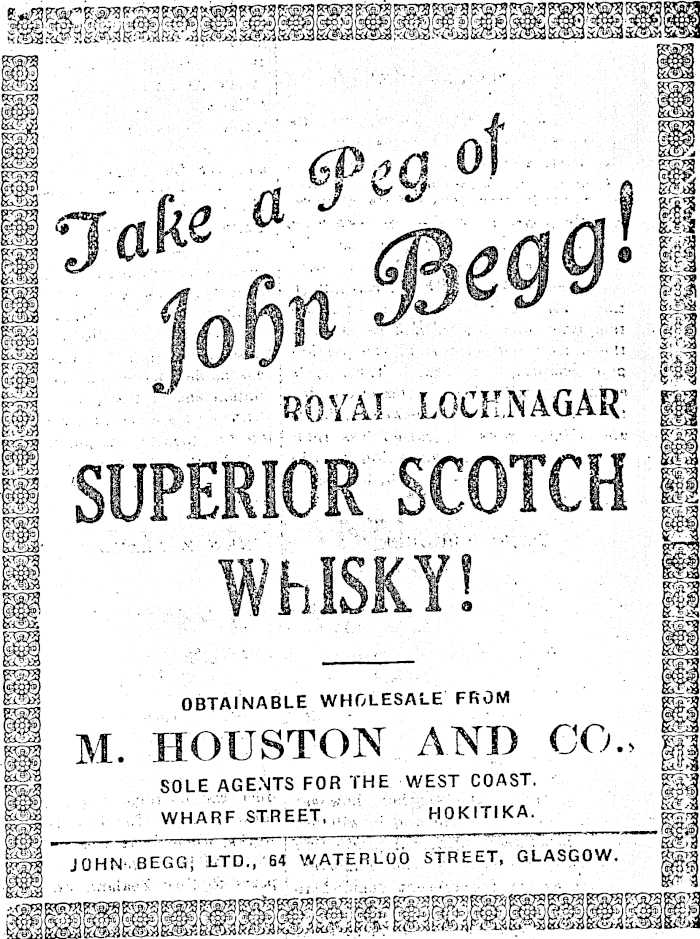 Take a Peg of
John Begg!
ROYAL LOCHNAGAR
SUPERIOR SCOTCH
WhISKY!
OBTAINABLE WHOLESALE FROM
M. HOUSTON AND CO.,
SOLE AGENTS FOR THE WEST COAST.
WHARF STREET, HOKITIKA.
JOHN BEGG, LTD., 64 WATERLOO STREET, GLASGOW.